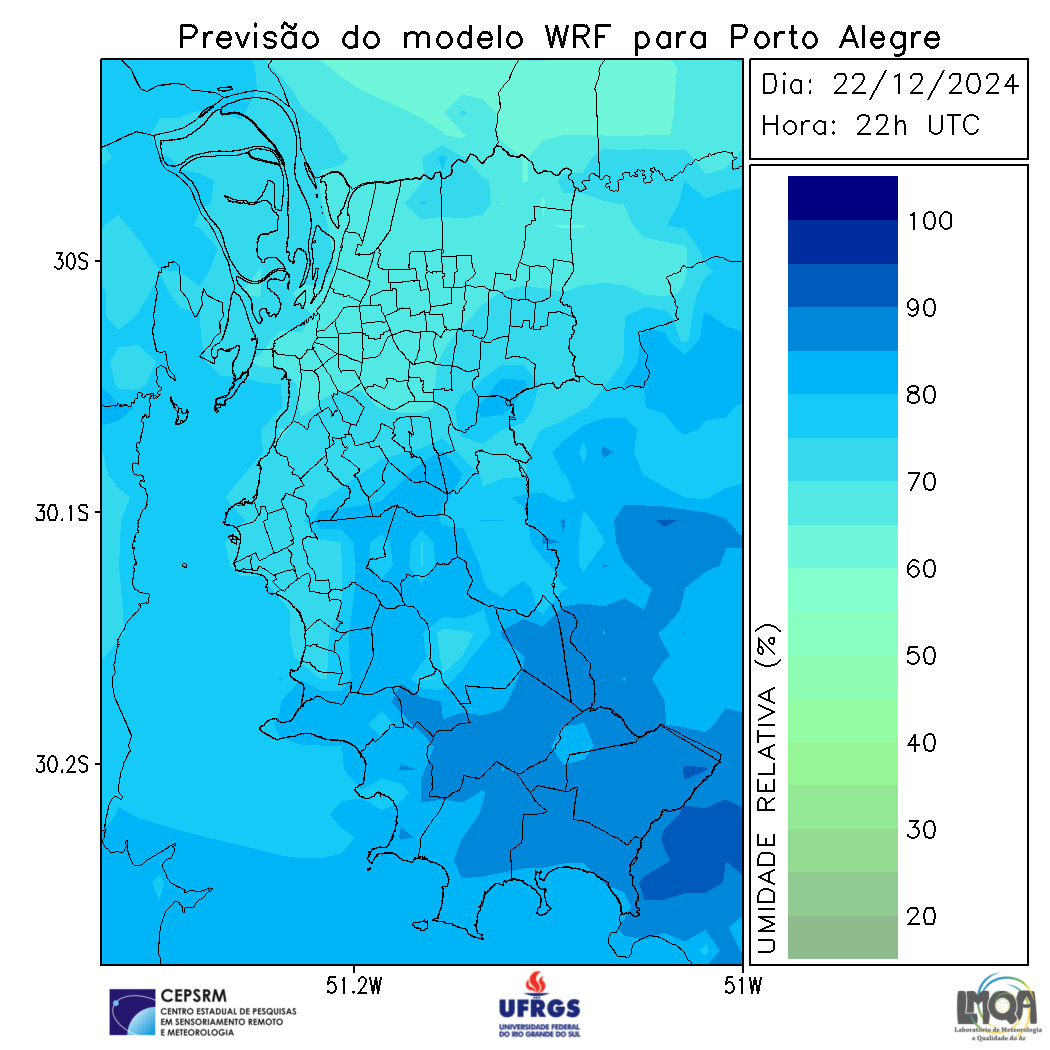 Previsão do modelo WRF para Porto Alegre
Dia: 22/12/2024
Hora: 22h UTC
30S
30.1S
30.2S
51.2W
51W
100
90
80
70
60
50
40
30
20
UMIDADE RELATIVA (%)
CEPSRM
CENTRO ESTADUAL DE PESQUISAS
EM SENSORIAMENTO REMOTO
E METEOROLOGIA
UFRGS
UNIVERSIDADE FEDERAL
DO RIO GRANDE DO SUL
LMQA
Laboratório de Meteorologia
e Qualidade do Ar